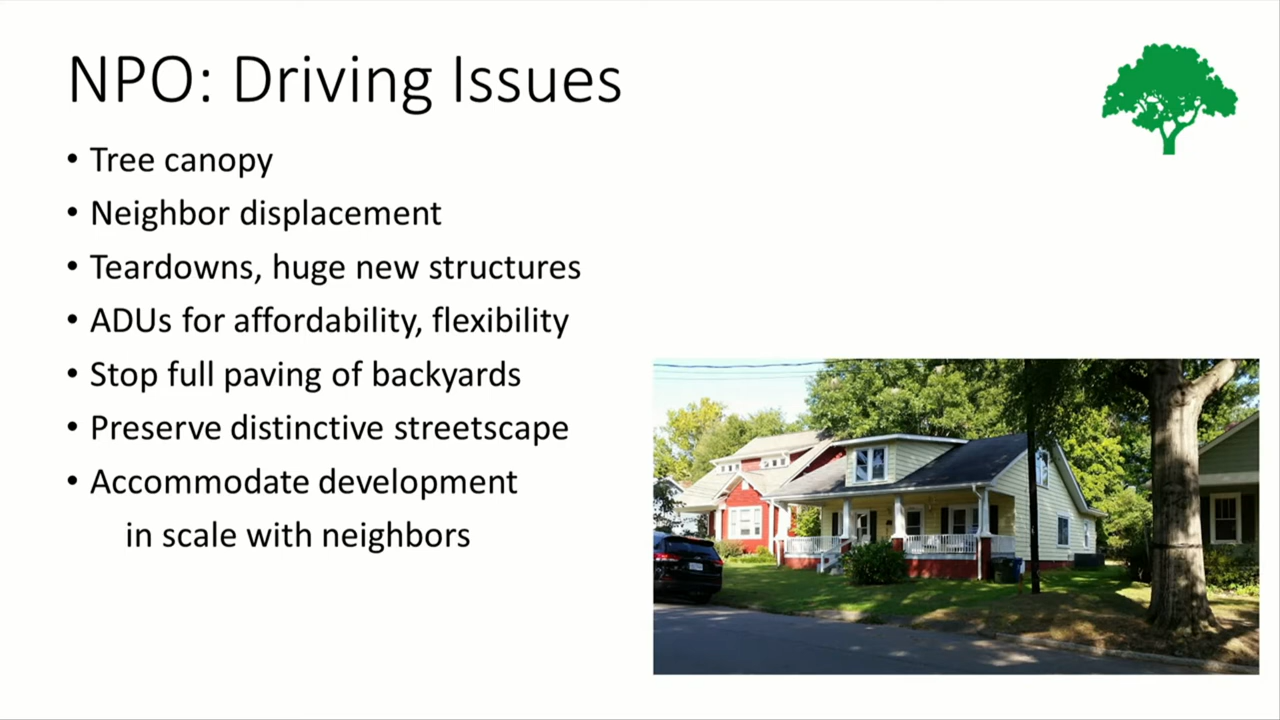 NPO: Driving Issues
• Tree canopy
• Neighbor displacement
• Teardowns, huge new structures
• ADUs for affordability, flexibility
• Stop full paving of backyards
• Preserve distinctive streetscape
• Accommodate development
in scale with neighbors